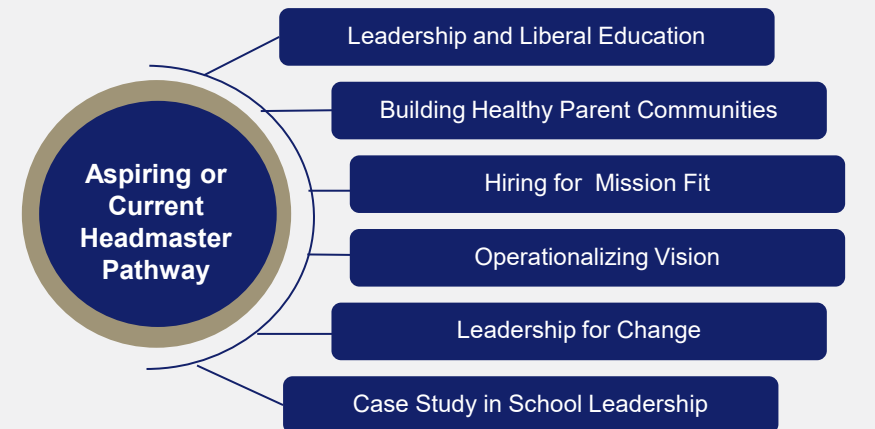 Leadership and Liberal Education
Building Healthy Parent Communities
Hiring for  Mission Fit
Operationalizing Vision
Leadership for Change
Case Study in School Leadership
Aspiring or
Current
Headmaster
Pathway